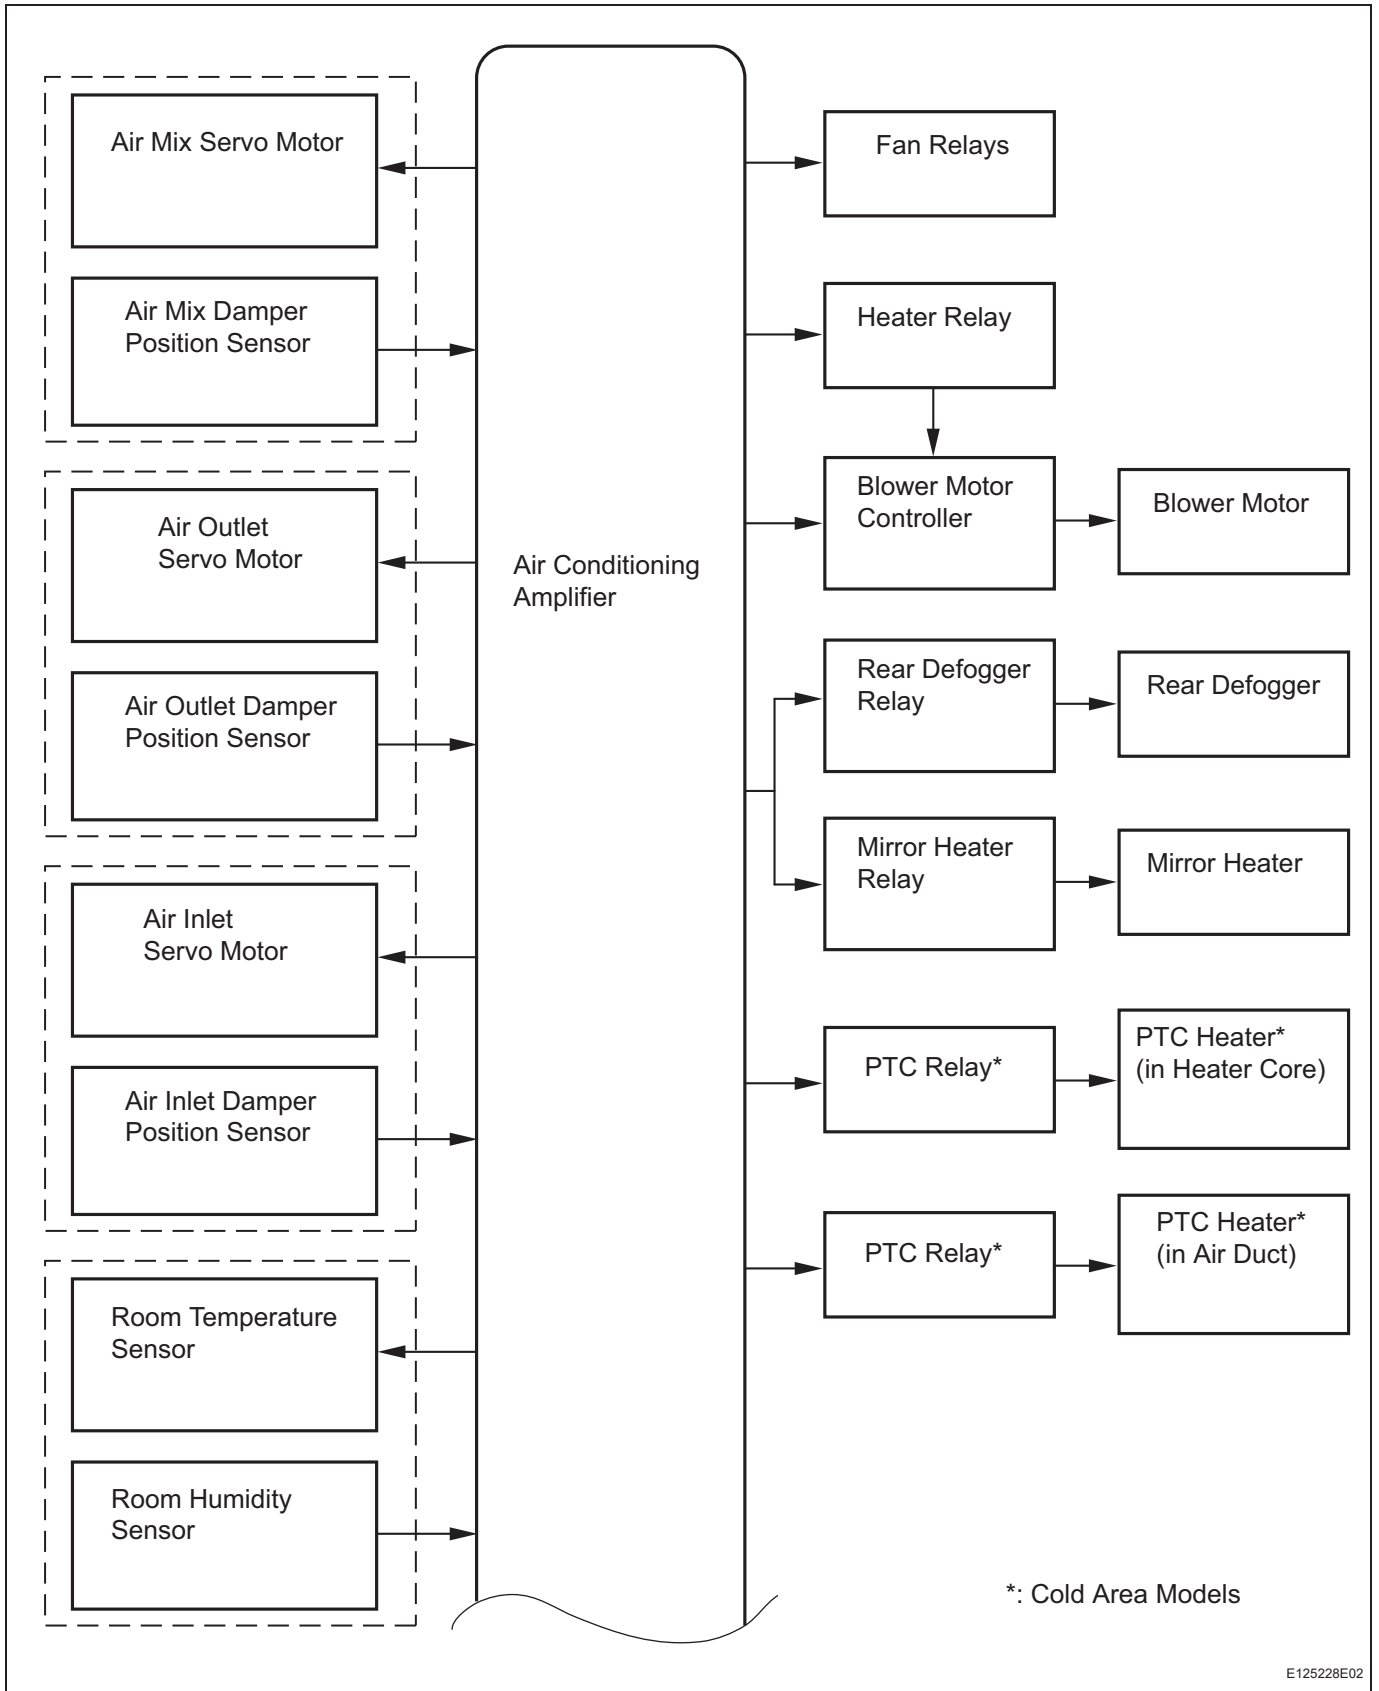 Air Mix Servo Motor
Air Mix Damper
Position Sensor
Air Outlet
Servo Motor
Air Outlet Damper
Position Sensor
Air Inlet
Servo Motor
Air Inlet Damper
Position Sensor
Room Temperature
Sensor
Room Humidity
Sensor
Air Conditioning
Amplifier
Fan Relays
Heater Relay
Blower Motor
Controller
Blower Motor
Rear Defogger
Relay
Rear Defogger
Mirror Heater
Relay
Mirror Heater
PTC Relay*
PTC Heater*
(in Heater Core)
PTC Relay*
PTC Heater*
(in Air Duct)
*: Cold Area Models
E125228E02